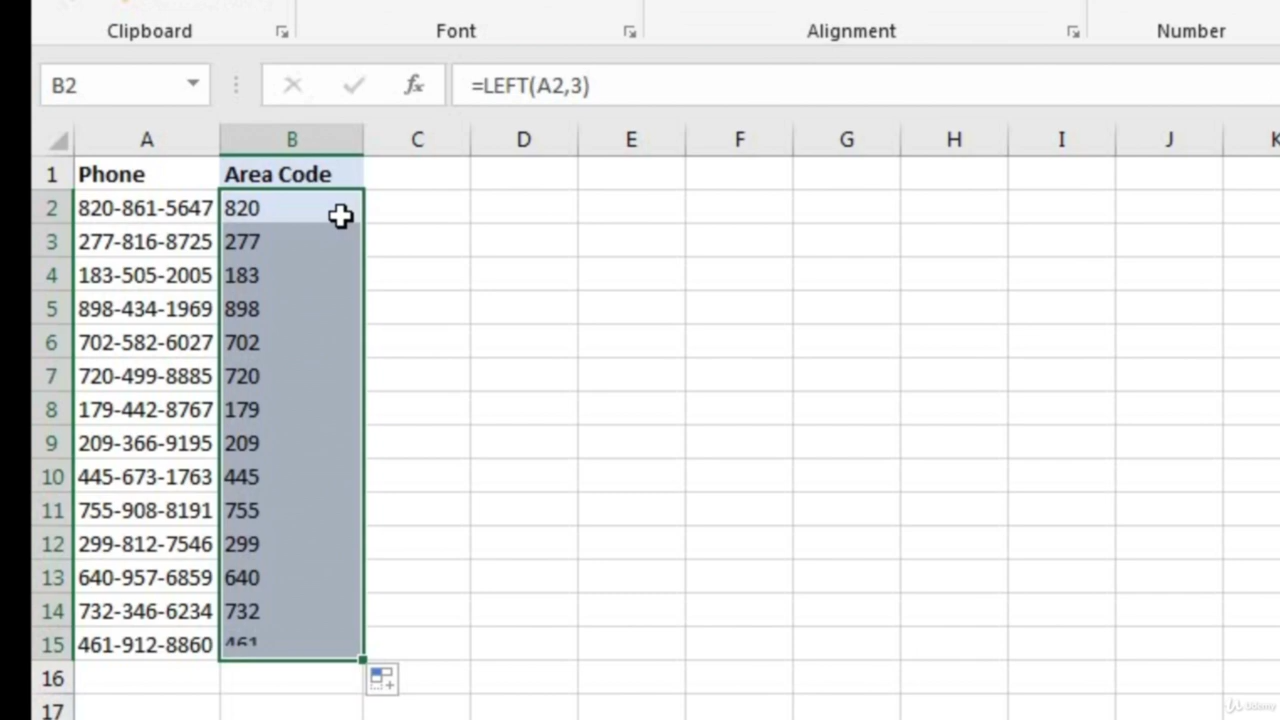 Clipboard Font Alignment Number
B2 fx =LEFT(A2,3)
A B C D E F G H I J K
1 Phone Area Code
2 820-861-5647 820
3 277-816-8725 277
4 183-505-2005 183
5 898-434-1969 898
6 702-582-6027 702
7 720-499-8885 720
8 179-442-8767 179
9 209-366-9195 209
10 445-673-1763 445
11 755-908-8191 755
12 299-812-7546 299
13 640-957-6859 640
14 732-346-6234 732
15 461-912-8860 461
16
17
Udemy